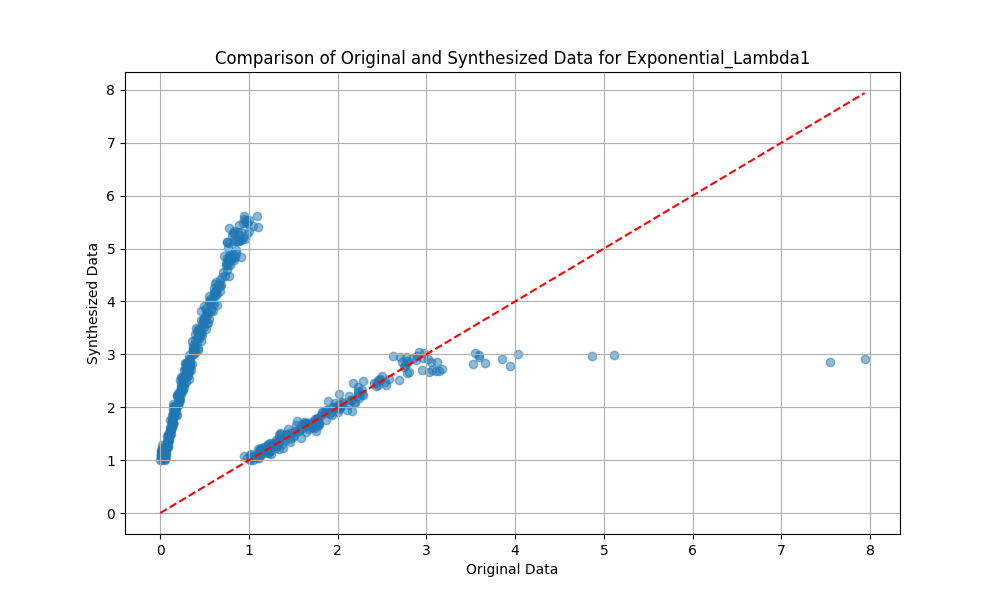 Comparison of Original and Synthesized Data for Exponential_Lambda1
Synthesized Data
8
7
6
5
4
3
2
1
0
0 1 2 3 4 5 6 7 8
Original Data